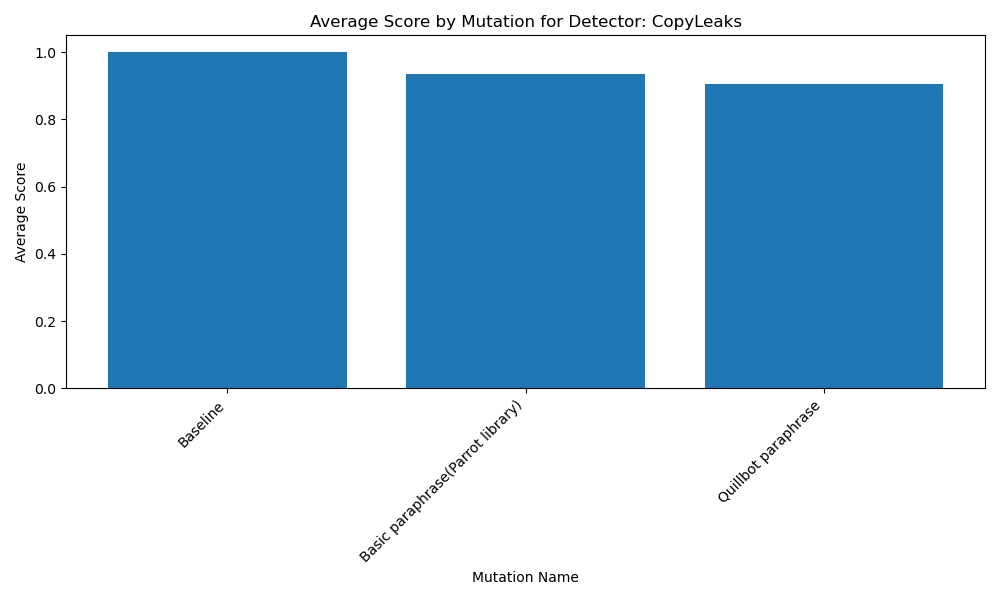 Average Score by Mutation for Detector: CopyLeaks
Average Score
1.0
0.8
0.6
0.4
0.2
0.0
Baseline
Basic paraphrase(Parrot library)
Quillbot paraphrase
Mutation Name